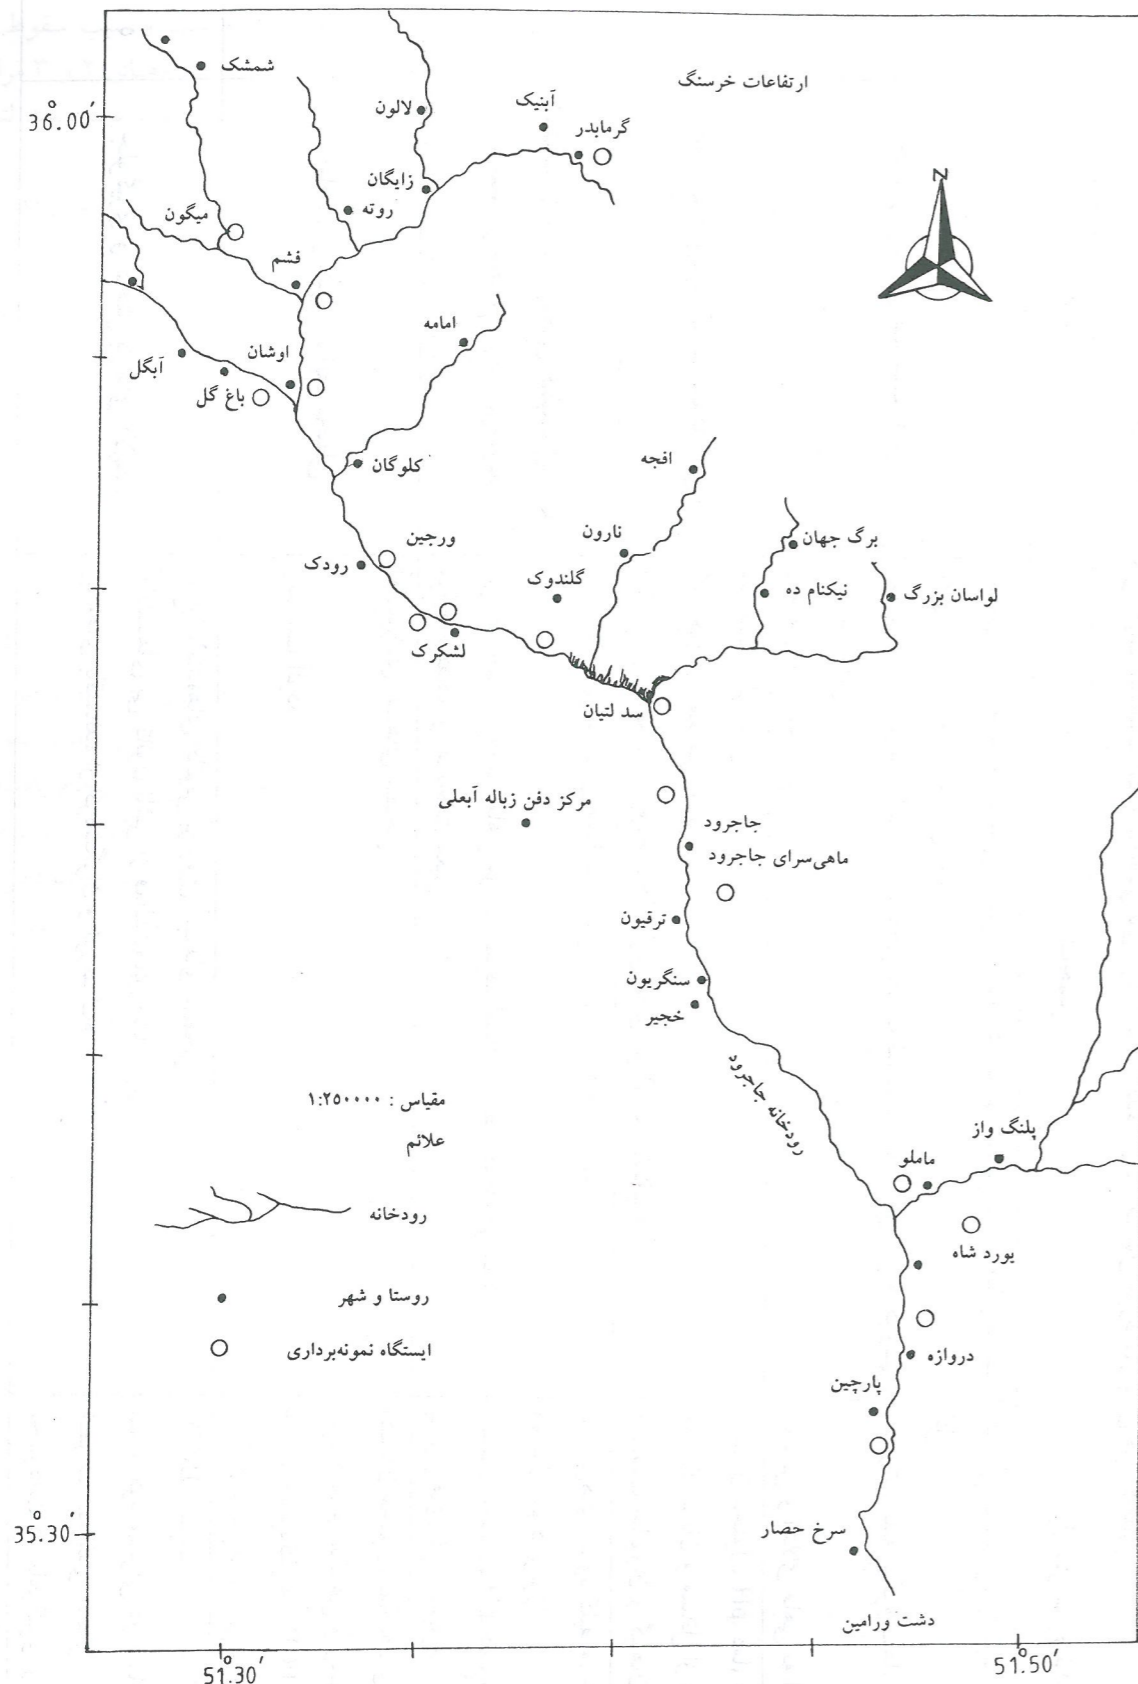 ارتفاعات خرسنگ
شمشک
36.00°'
لالون
آبنیک
گرمابدر
زایگان
روته
میگون
N
فشم
امامه
اوشان
آبگل
باغ گل
کلوگان
افجه
نارون
ورجین
رودک
گلندوک
برگ جهان
نیکنام ده
لواسان بزرگ
لشکرک
سد لتیان
مرکز دفن زباله آبعلی
جاجرود
ماهی‌سرای جاجرود
ترقیون
سنگریون
خجیر
رودخانه جاجرود
مقیاس : ۱:۲۵۰۰۰۰
علائم
پلنگ واز
ماملو
رودخانه
یورد شاه
روستا و شهر
ایستگاه نمونه‌برداری
دروازه
پارچین
35.30°'
سرخ حصار
دشت ورامین
51.30°'
51.50°'